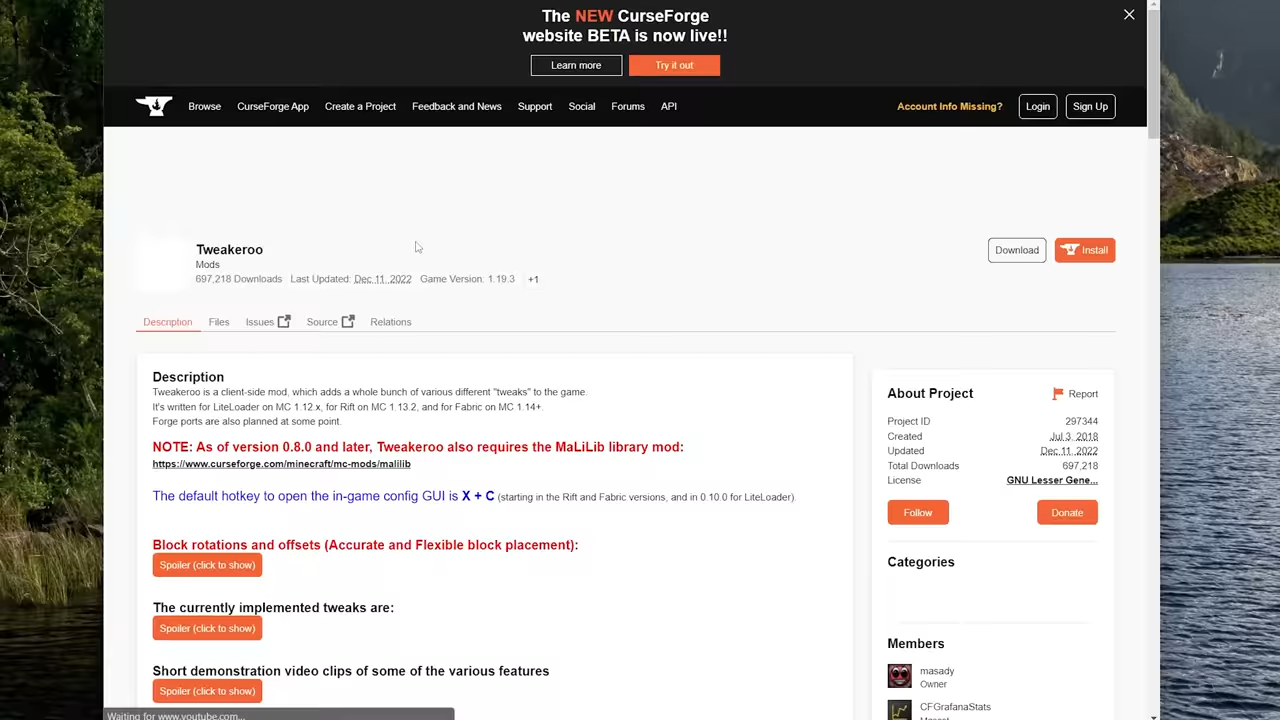 The NEW CurseForge
website BETA is now live!!
Learn more
Try it out
Browse
CurseForge App
Create a Project
Feedback and News
Support
Social
Forums
API
Account Info Missing?
Login
Sign Up
Tweakeroo
Mods
697,218 Downloads Last Updated: Dec 11, 2022 Game Version: 1.19.3 +1
Download
Install
Description
Files
Issues
Source
Relations
Description
Tweakeroo is a client-side mod, which adds a whole bunch of various different "tweaks" to the game.
It's written for LiteLoader on MC 1.12.x, for Rift on MC 1.13.2, and for Fabric on MC 1.14+.
Forge ports are also planned at some point.
NOTE: As of version 0.8.0 and later, Tweakeroo also requires the MaLiLib library mod:
https://www.curseforge.com/minecraft/mc-mods/malilib
The default hotkey to open the in-game config GUI is X + C (starting in the Rift and Fabric versions, and in 0.10.0 for LiteLoader).
Block rotations and offsets (Accurate and Flexible block placement):
Spoiler (click to show)
The currently implemented tweaks are:
Spoiler (click to show)
Short demonstration video clips of some of the various features
Spoiler (click to show)
About Project
Report
Project ID 297344
Created Jul 3, 2018
Updated Dec 11, 2022
Total Downloads 697,218
License GNU Lesser Gene...
Follow
Donate
Categories
Members
masady
Owner
CFGrafanaStats
Waiting for www.youtube.com...